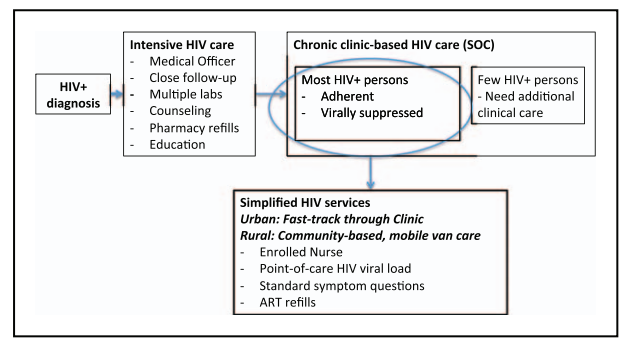 HIV+
diagnosis
Intensive HIV care
- Medical Officer
- Close follow-up
- Multiple labs
- Counseling
- Pharmacy refills
- Education
Chronic clinic-based HIV care (SOC)
Most HIV+ persons
- Adherent
- Virally suppressed
Few HIV+ persons
- Need additional
clinical care
Simplified HIV services
Urban: Fast-track through Clinic
Rural: Community-based, mobile van care
- Enrolled Nurse
- Point-of-care HIV viral load
- Standard symptom questions
- ART refills